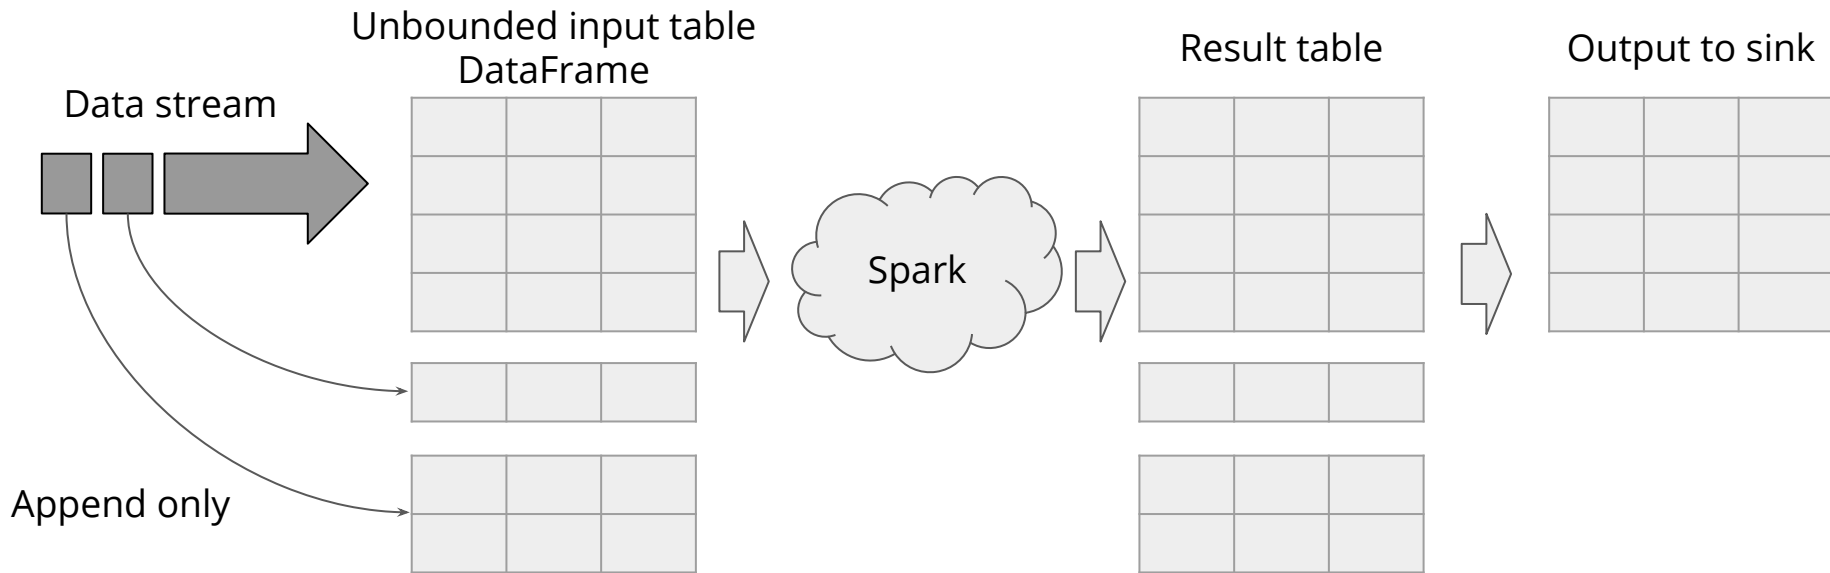 Unbounded input table
DataFrame
Result table
Output to sink
Data stream
Spark
Append only